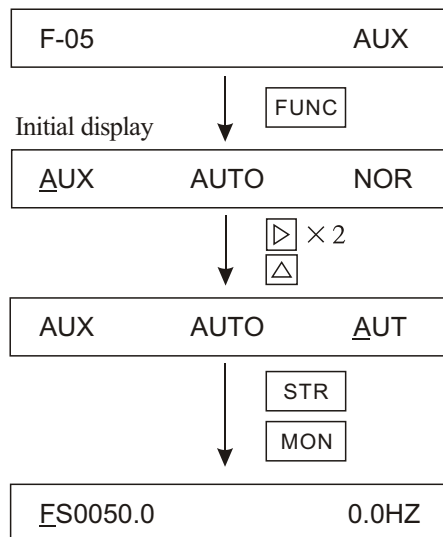 F-05 AUX
FUNC
Initial display
AUX AUTO NOR
▷ × 2
△
AUX AUTO AUT
STR
MON
FS0050.0 0.0HZ